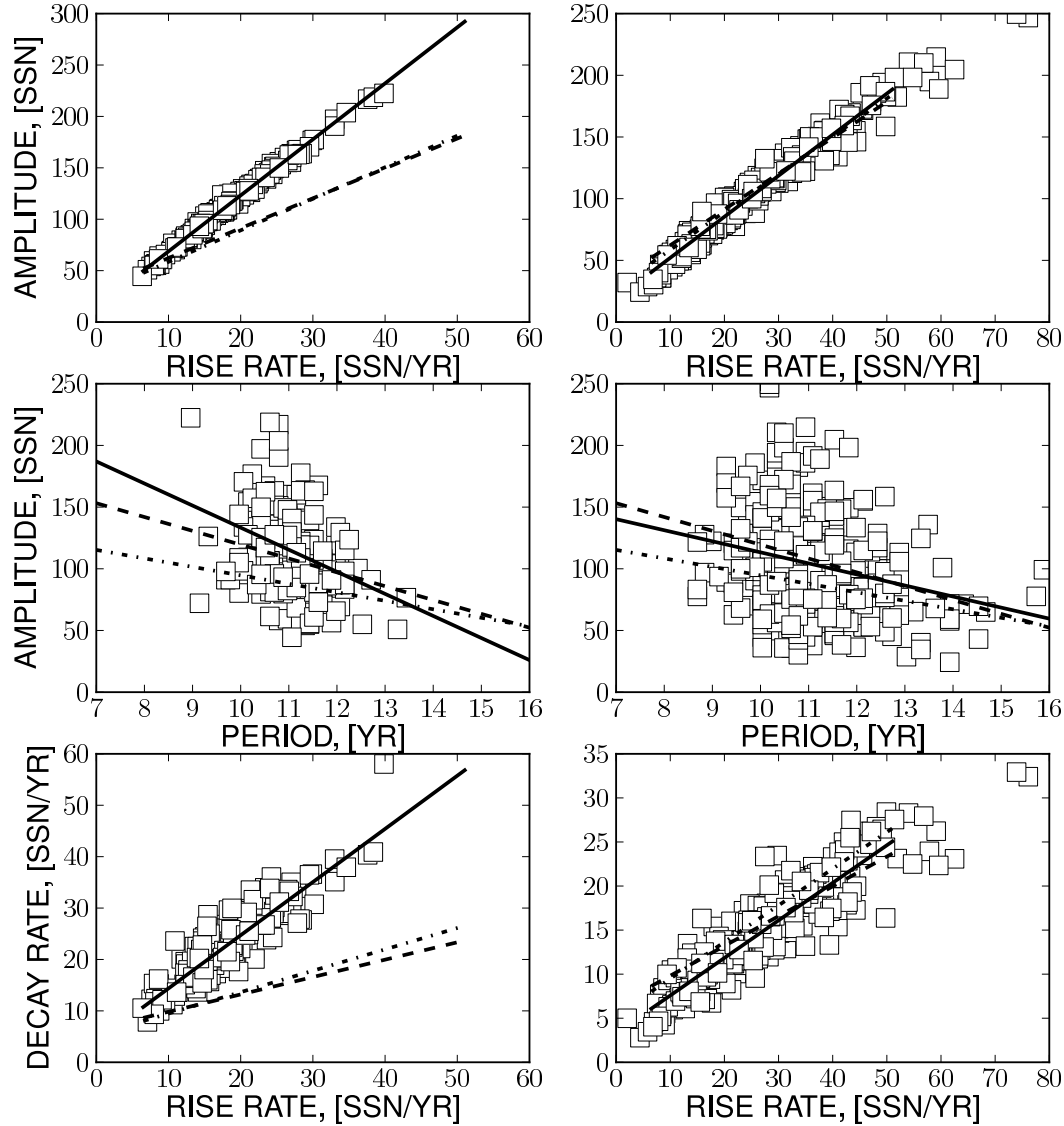 300
250
200
150
100
50
0
AMPLITUDE, [SSN]
0 10 20 30 40 50 60
RISE RATE, [SSN/YR]
250
200
150
100
50
0
0 10 20 30 40 50 60 70 80
RISE RATE, [SSN/YR]
250
200
150
100
50
0
AMPLITUDE, [SSN]
7 8 9 10 11 12 13 14 15 16
PERIOD, [YR]
250
200
150
100
50
0
7 8 9 10 11 12 13 14 15 16
PERIOD, [YR]
60
50
40
30
20
10
0
DECAY RATE, [SSN/YR]
0 10 20 30 40 50 60
RISE RATE, [SSN/YR]
35
30
25
20
15
10
5
0
0 10 20 30 40 50 60 70 80
RISE RATE, [SSN/YR]